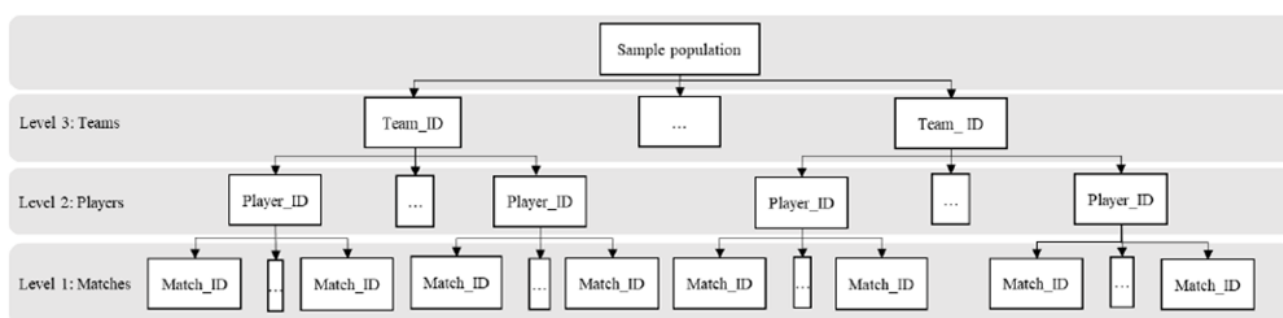 Sample population
Level 3: Teams
Team_ID
...
Team_ ID
Level 2: Players
Player_ID
...
Player_ID
Player_ID
...
Player_ID
Level 1: Matches
Match_ID
...
Match_ID
Match_ID
...
Match_ID
Match_ID
...
Match_ID
Match_ID
...
Match_ID